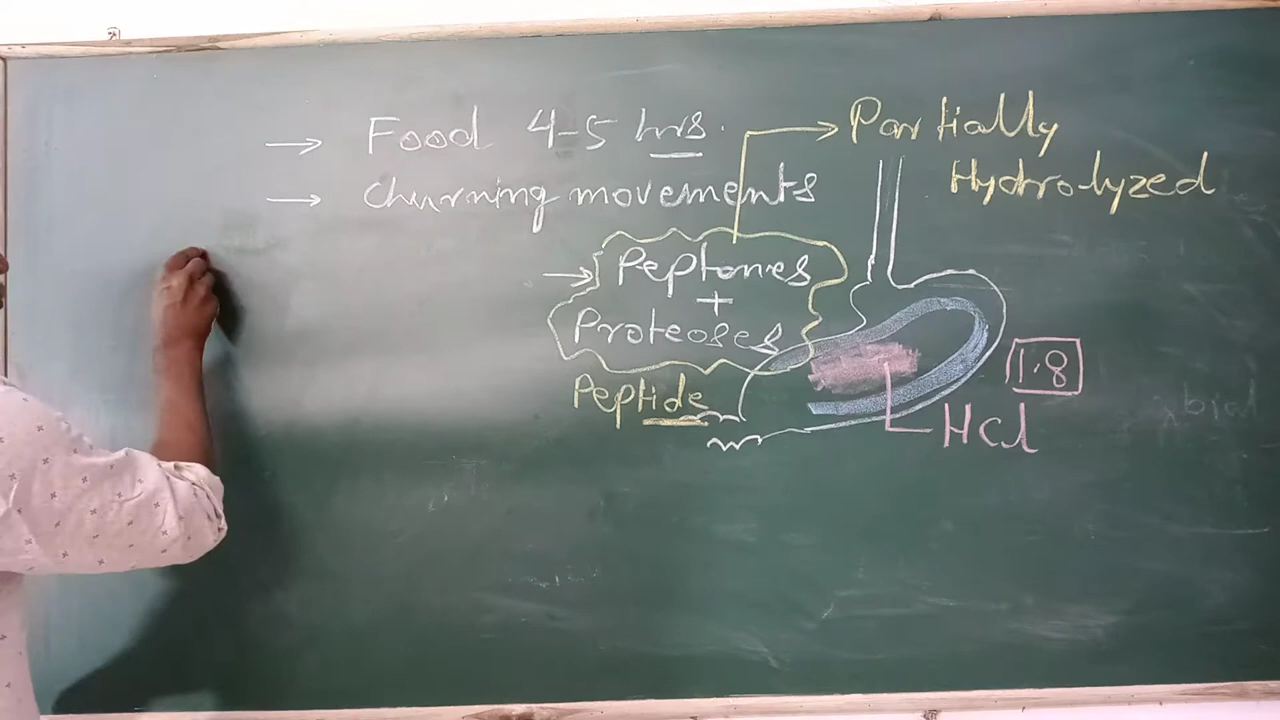 → Food 4-5 hrs.
→ Partially
Hydrolyzed
→ Churning movements
→ Peptones
+
Proteoses
Peptide
1.8
HCl